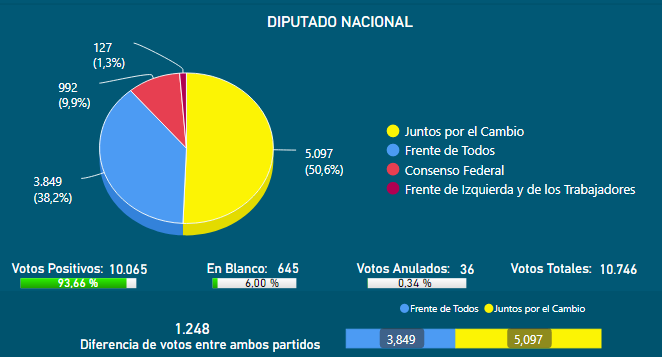 DIPUTADO NACIONAL
127
(1,3%)
992
(9,9%)
3.849
(38,2%)
5.097
(50,6%)
Juntos por el Cambio
Frente de Todos
Consenso Federal
Frente de Izquierda y de los Trabajadores
Votos Positivos: 10.065
93,66 %
En Blanco: 645
6,00 %
Votos Anulados: 36
0,34 %
Votos Totales: 10.746
Frente de Todos Juntos por el Cambio
1.248
Diferencia de votos entre ambos partidos
3,849 5,097